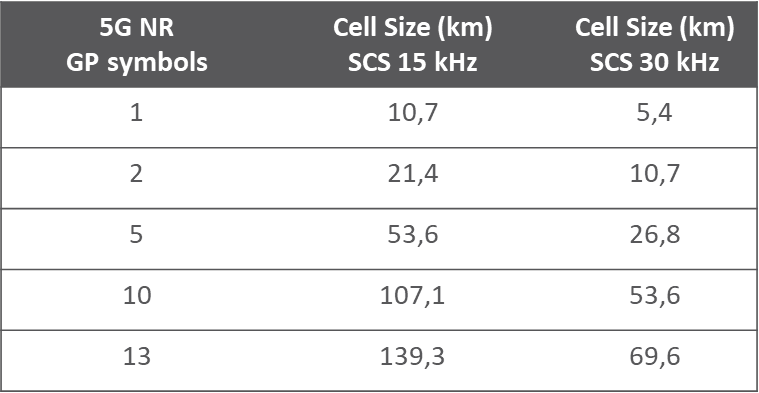 5G NR GP symbols Cell Size (km) SCS 15 kHz Cell Size (km) SCS 30 kHz
1 10,7 5,4
2 21,4 10,7
5 53,6 26,8
10 107,1 53,6
13 139,3 69,6